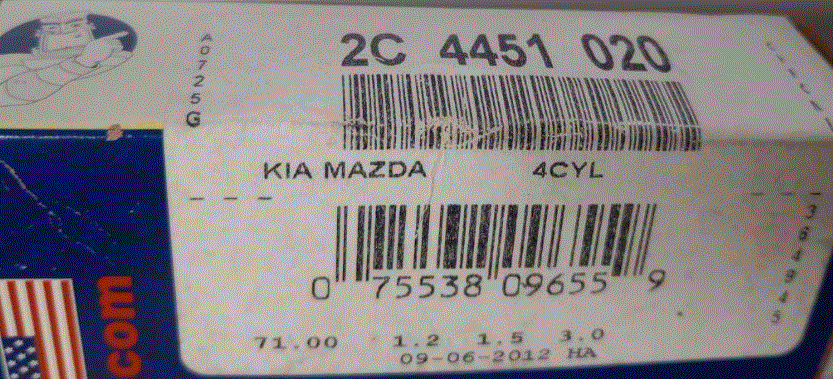 2C 4451 020
A0725G
KIA MAZDA 4CYL
0 75538 09655 9
71.00 1.2 1.5 3.0
09-06-2012 HA
com